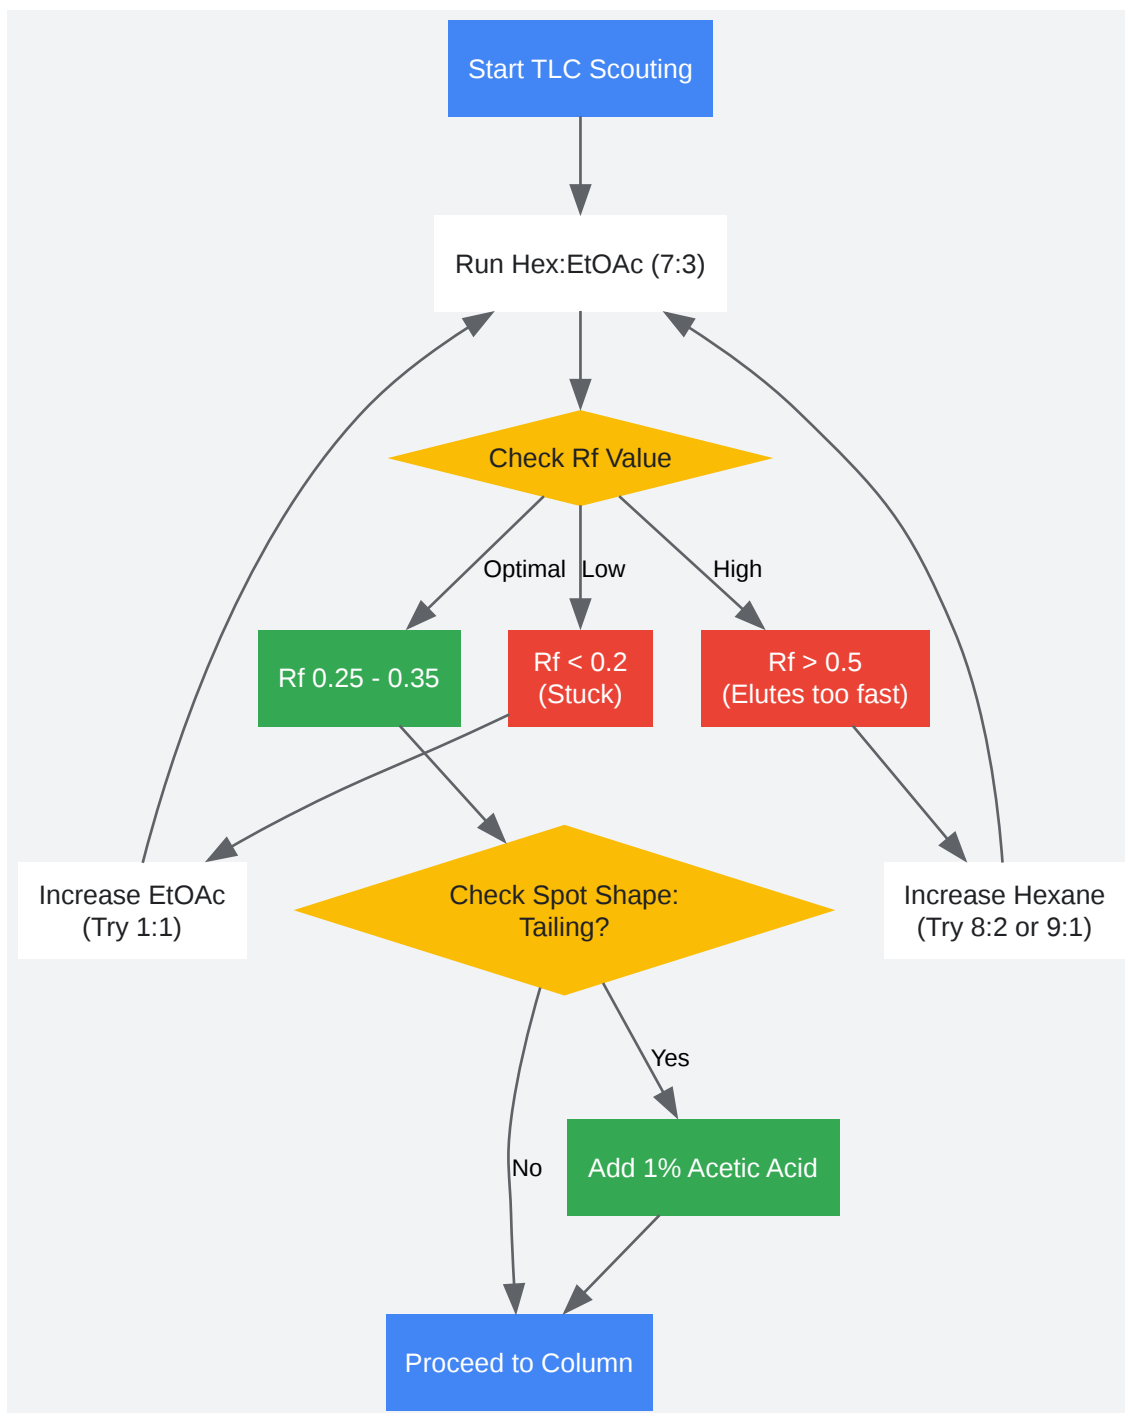 Start TLC Scouting
Run Hex:EtOAc (7:3)
Check Rf Value
Optimal
Low
High
Rf 0.25 - 0.35
Rf < 0.2
(Stuck)
Rf > 0.5
(Elutes too fast)
Increase EtOAc
(Try 1:1)
Check Spot Shape:
Tailing?
Increase Hexane
(Try 8:2 or 9:1)
Yes
No
Add 1% Acetic Acid
Proceed to Column